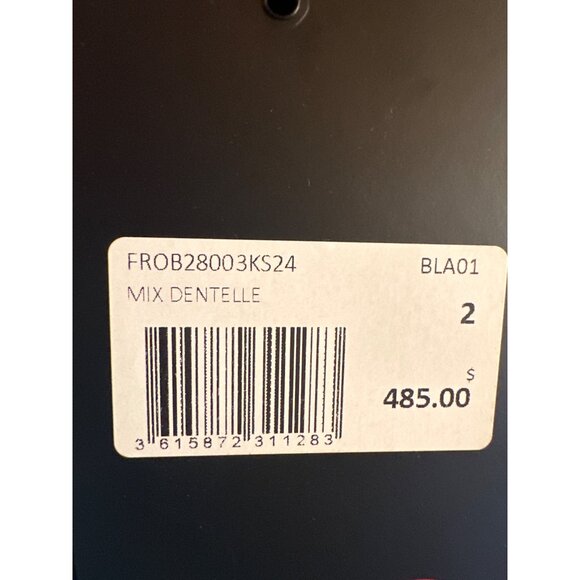 FROB28003KS24 BLA01
MIX DENTELLE
2
$
485.00
3 615872 311283